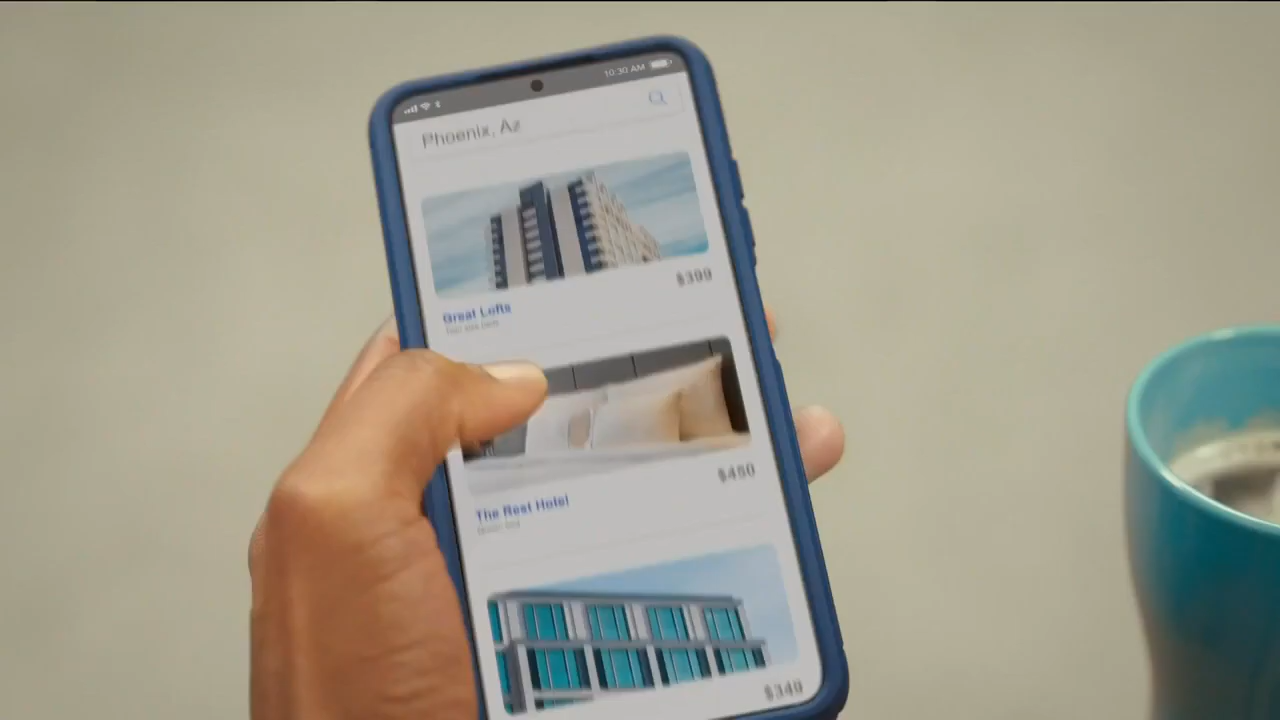 10:30 AM
Phoenix, Az
$399
Great Lofts
$450
The Rest Hotel
$349